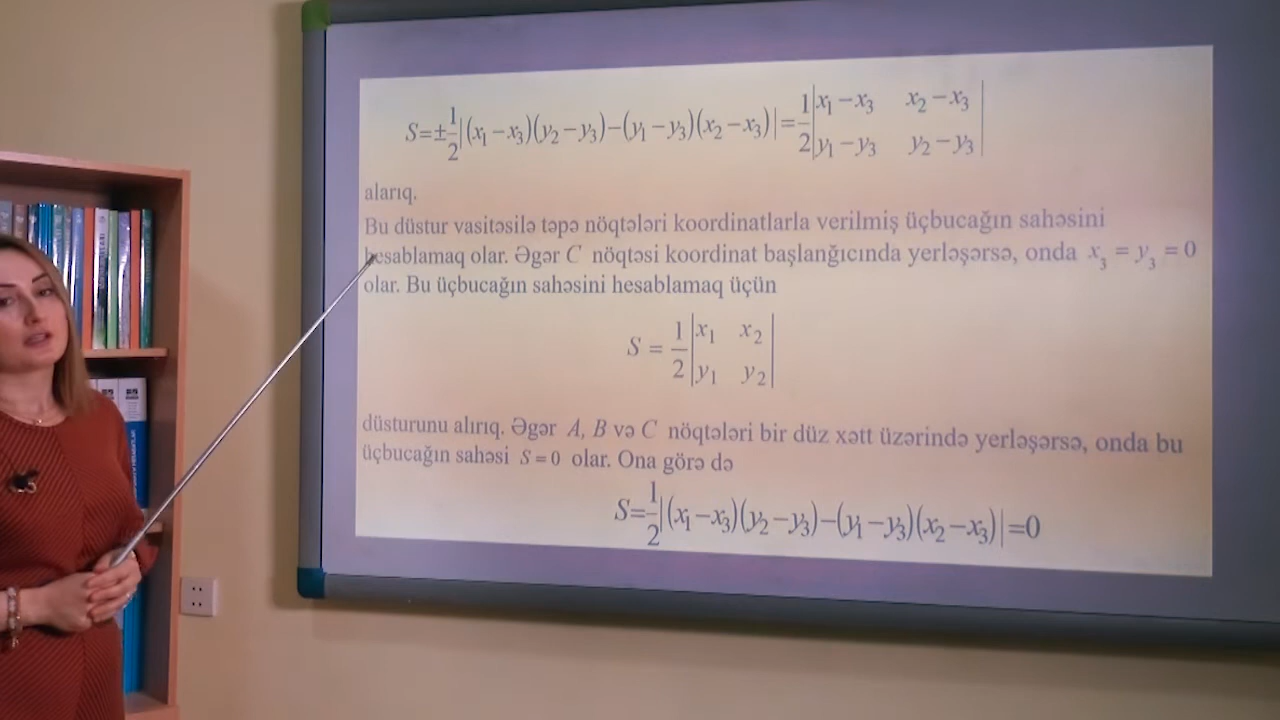 S=±1/2|(x₁−x₃)(y₂−y₃)−(y₁−y₃)(x₂−x₃)|=1/2|x₁−x₃ x₂−x₃
y₁−y₃ y₂−y₃|
alarıq.
Bu düstur vasitəsilə təpə nöqtələri koordinatlarla verilmiş üçbucağın sahəsini
hesablamaq olar. Əgər C nöqtəsi koordinat başlanğıcında yerləşərsə, onda x₃ = y₃ = 0
olar. Bu üçbucağın sahəsini hesablamaq üçün
S = 1/2|x₁ x₂
y₁ y₂|
düsturunu alırıq. Əgər A, B və C nöqtələri bir düz xətt üzərində yerləşərsə, onda bu
üçbucağın sahəsi S=0 olar. Ona görə də
S=1/2|(x₁−x₃)(y₂−y₃)−(y₁−y₃)(x₂−x₃)|=0